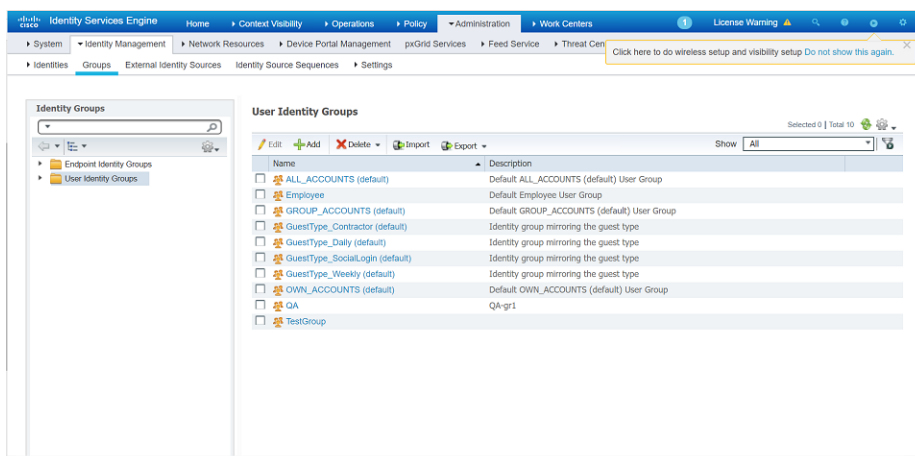 cisco Identity Services Engine Home Context Visibility Operations Policy Administration Work Centers 1 License Warning
System Identity Management Network Resources Device Portal Management pxGrid Services Feed Service Threat Cen
Click here to do wireless setup and visibility setup Do not show this again.
Identities Groups External Identity Sources Identity Source Sequences Settings
Identity Groups
Endpoint Identity Groups
User Identity Groups
User Identity Groups
Selected 0 | Total 10
Edit Add Delete Import Export Show All
Name Description
ALL_ACCOUNTS (default) Default ALL_ACCOUNTS (default) User Group
Employee Default Employee User Group
GROUP_ACCOUNTS (default) Default GROUP_ACCOUNTS (default) User Group
GuestType_Contractor (default) Identity group mirroring the guest type
GuestType_Daily (default) Identity group mirroring the guest type
GuestType_SocialLogin (default) Identity group mirroring the guest type
GuestType_Weekly (default) Identity group mirroring the guest type
OWN_ACCOUNTS (default) Default OWN_ACCOUNTS (default) User Group
QA QA-gr1
TestGroup